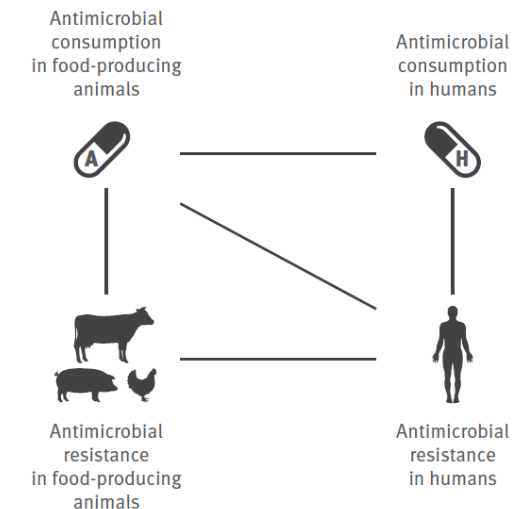 Antimicrobial
consumption
in food-producing
animals
Antimicrobial
consumption
in humans
A
H
Antimicrobial
resistance
in food-producing
animals
Antimicrobial
resistance
in humans